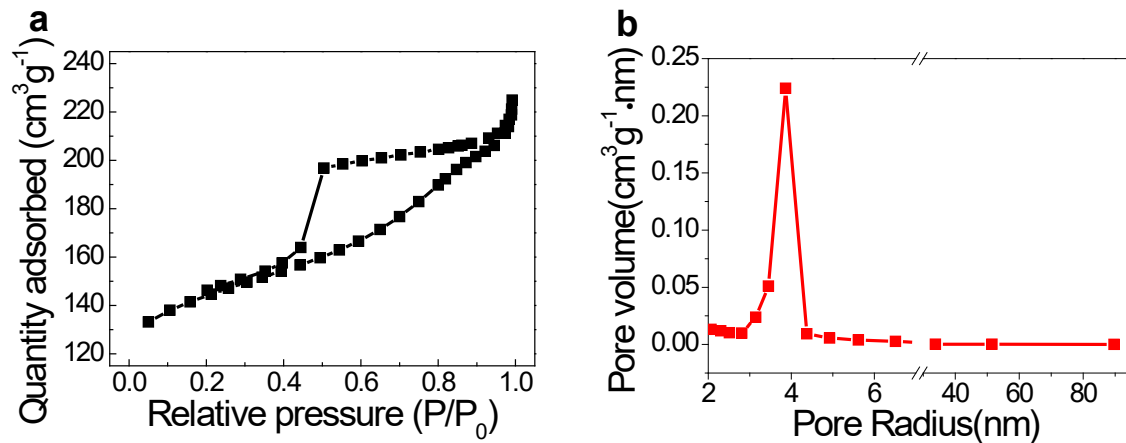 a
Quantity adsorbed (cm³g⁻¹)
240
220
200
180
160
140
120
0.0 0.2 0.4 0.6 0.8 1.0
Relative pressure (P/P₀)
b
Pore volume(cm³g⁻¹·nm)
0.25
0.20
0.15
0.10
0.05
0.00
2 4 6 40 60 80
Pore Radius(nm)